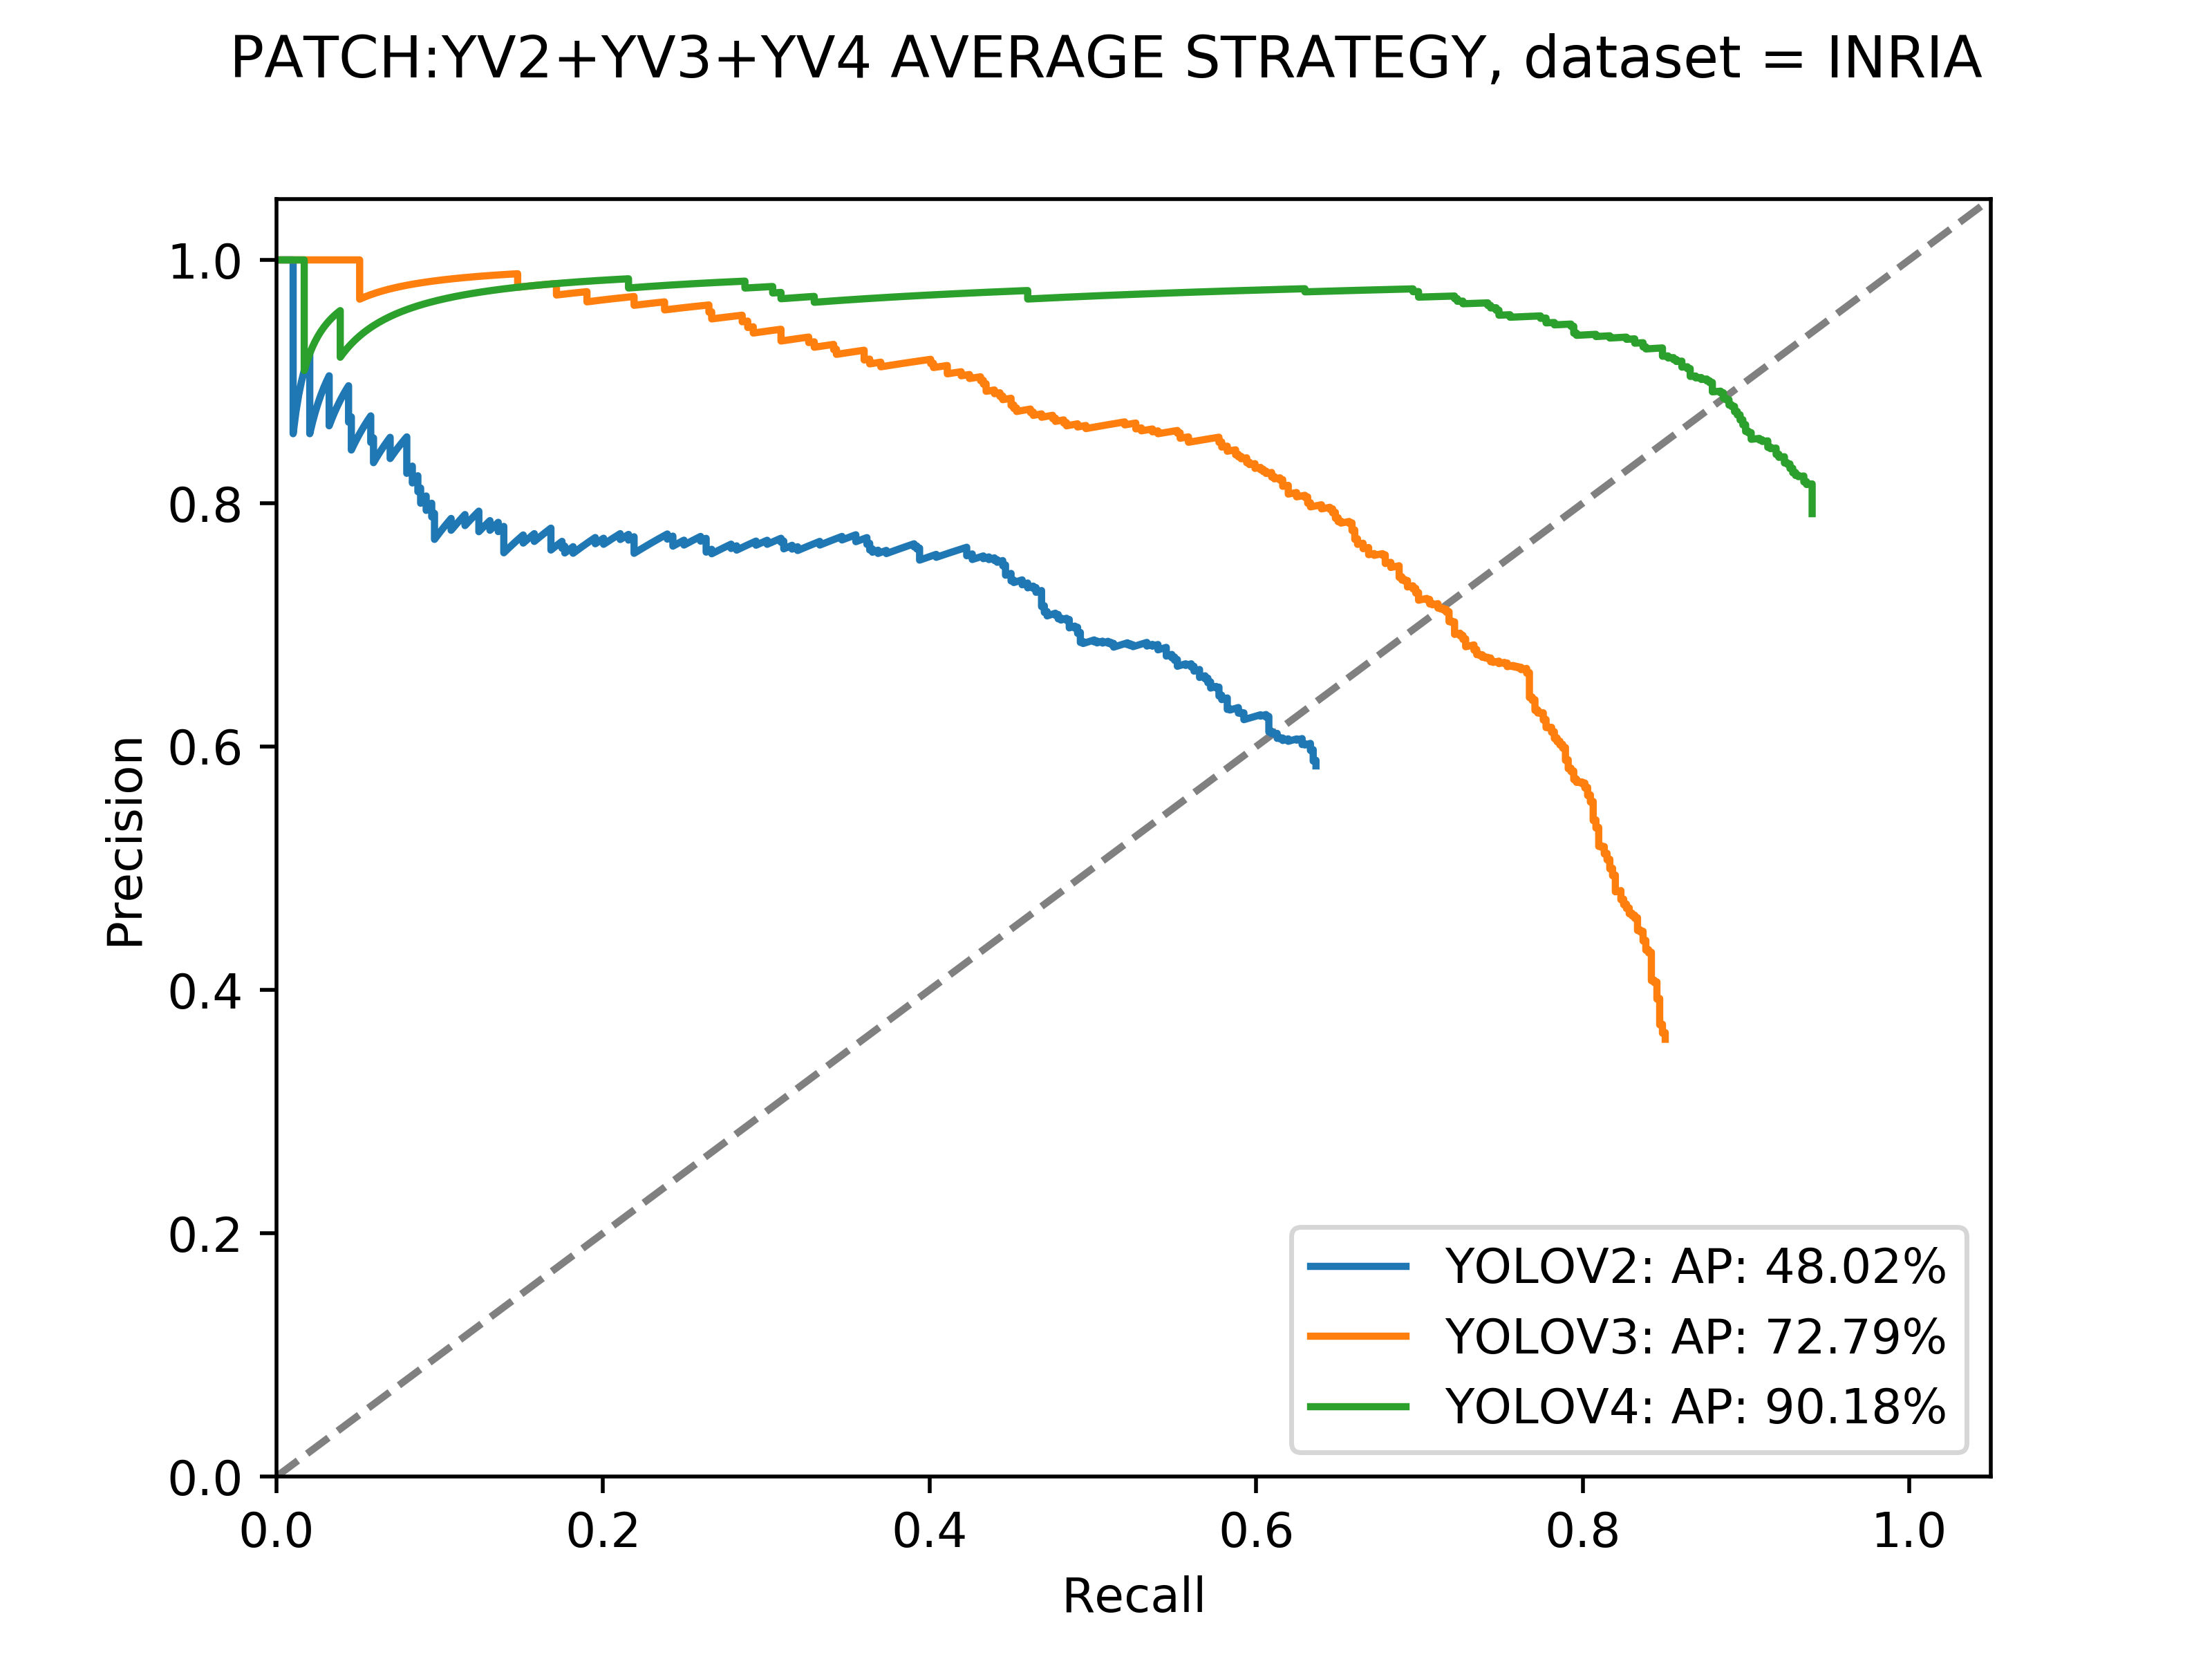 PATCH:YV2+YV3+YV4 AVERAGE STRATEGY, dataset = INRIA
1.0
0.8
0.6
0.4
0.2
0.0
Precision
0.0 0.2 0.4 0.6 0.8 1.0
Recall
YOLOV2: AP: 48.02%
YOLOV3: AP: 72.79%
YOLOV4: AP: 90.18%